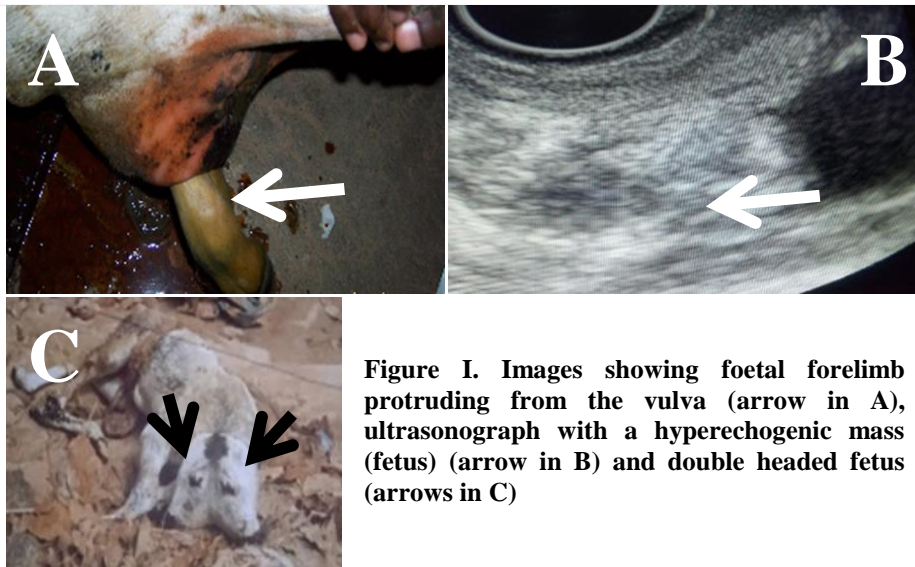 A
B
C
Figure I. Images showing foetal forelimb
protruding from the vulva (arrow in A),
ultrasonograph with a hyperechogenic mass
(fetus) (arrow in B) and double headed fetus
(arrows in C)